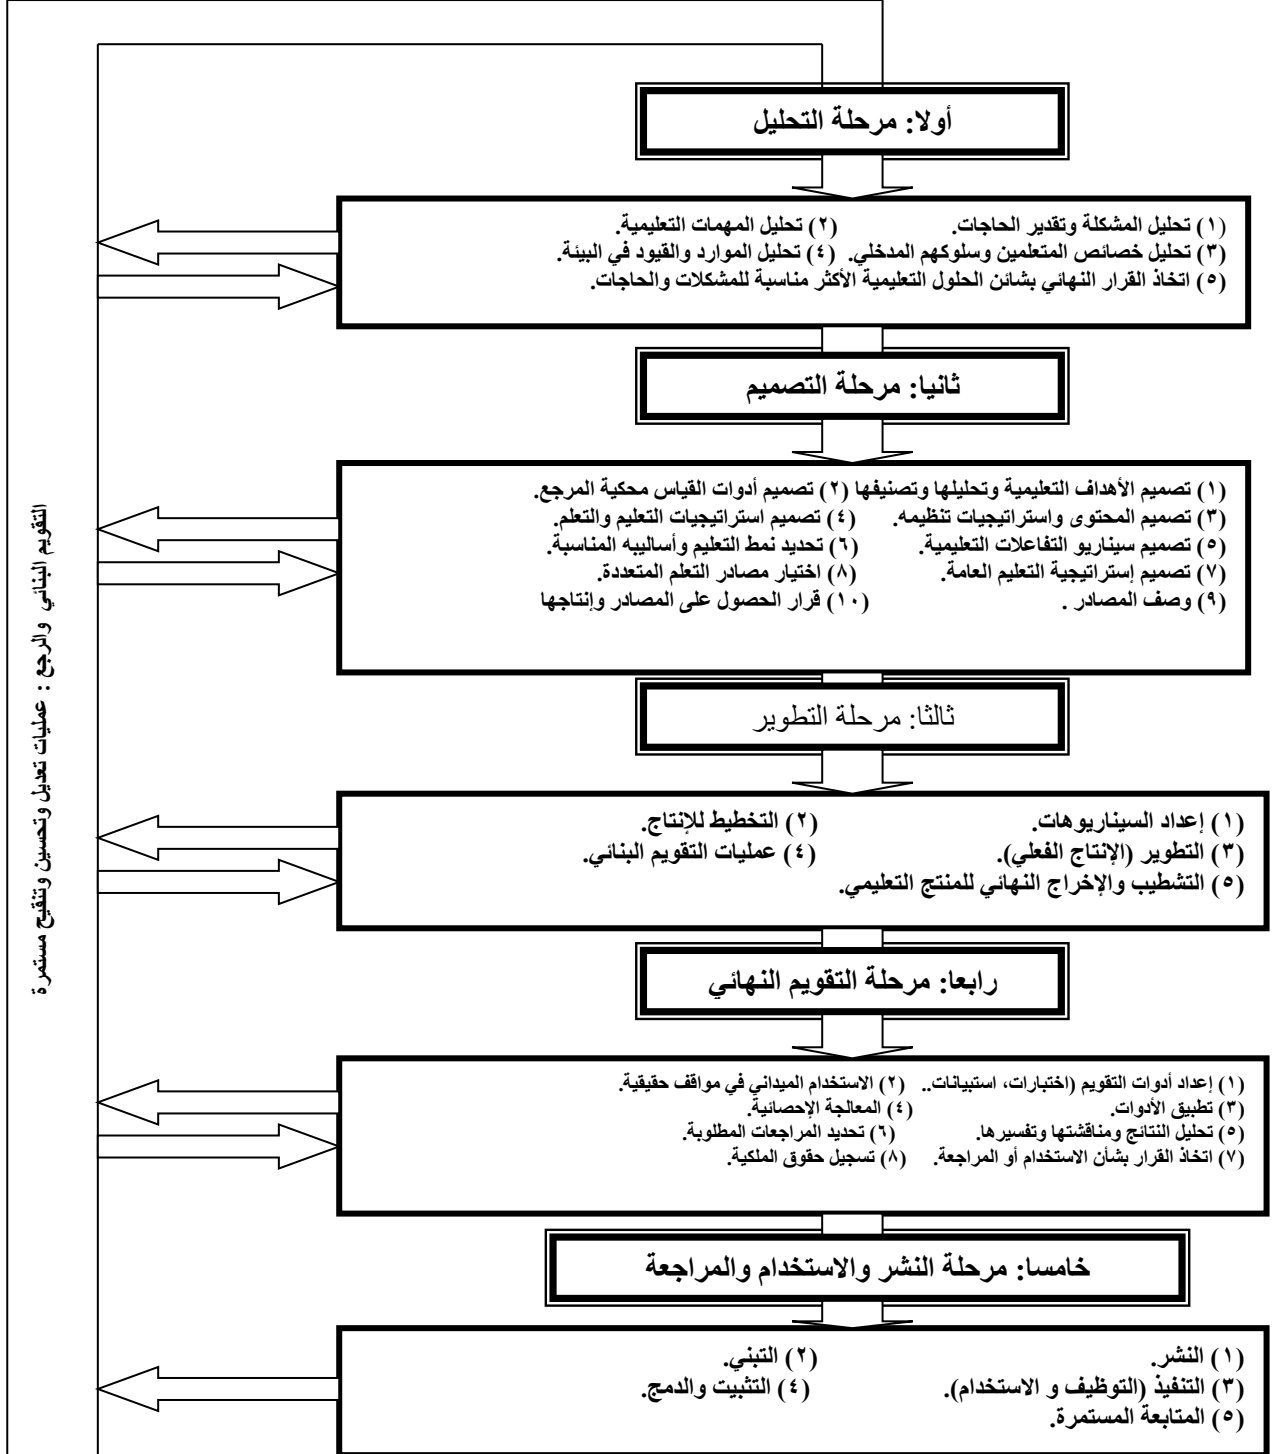 أولا: مرحلة التحليل
(١) تحليل المشكلة وتقدير الحاجات. (٢) تحليل المهمات التعليمية.
(٣) تحليل خصائص المتعلمين وسلوكهم المدخلي. (٤) تحليل الموارد والقيود في البيئة.
(٥) اتخاذ القرار النهائي بشائن الحلول التعليمية الأكثر مناسبة للمشكلات والحاجات.
ثانيا: مرحلة التصميم
(١) تصميم الأهداف التعليمية وتحليلها وتصنيفها (٢) تصميم أدوات القياس محكية المرجع.
(٣) تصميم المحتوى واستراتيجيات تنظيمه. (٤) تصميم استراتيجيات التعليم والتعلم.
(٥) تصميم سيناريو التفاعلات التعليمية. (٦) تحديد نمط التعليم وأساليبه المناسبة.
(٧) تصميم إستراتيجية التعليم العامة. (٨) اختيار مصادر التعلم المتعددة.
(٩) وصف المصادر . (١٠) قرار الحصول على المصادر وإنتاجها
ثالثا: مرحلة التطوير
(١) إعداد السيناريوهات. (٢) التخطيط للإنتاج.
(٣) التطوير (الإنتاج الفعلي). (٤) عمليات التقويم البنائي.
(٥) التشطيب والإخراج النهائي للمنتج التعليمي.
رابعا: مرحلة التقويم النهائي
(١) إعداد أدوات التقويم (اختبارات، استبيانات.. (٢) الاستخدام الميداني في مواقف حقيقية.
(٣) تطبيق الأدوات. (٤) المعالجة الإحصائية.
(٥) تحليل النتائج ومناقشتها وتفسيرها. (٦) تحديد المراجعات المطلوبة.
(٧) اتخاذ القرار بشأن الاستخدام أو المراجعة. (٨) تسجيل حقوق الملكية.
خامسا: مرحلة النشر والاستخدام والمراجعة
(١) النشر. (٢) التبني.
(٣) التنفيذ (التوظيف و الاستخدام). (٤) التثبيت والدمج.
(٥) المتابعة المستمرة.
التقويم البنائي والرجع : عمليات تعديل وتحسين وتنقيح مستمرة